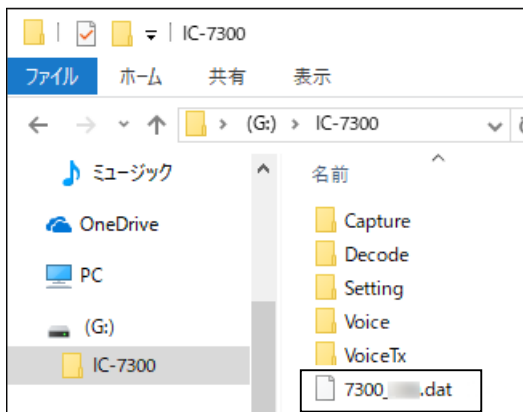 IC-7300
ファイル ホーム 共有 表示
(G:) IC-7300
ミュージック
OneDrive
PC
(G:)
IC-7300
名前
Capture
Decode
Setting
Voice
VoiceTx
7300_ .dat